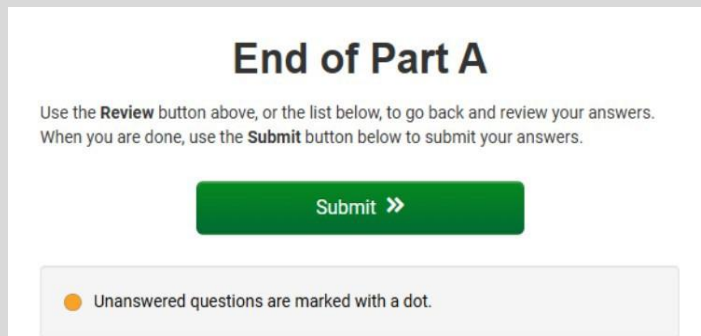 End of Part A
Use the Review button above, or the list below, to go back and review your answers.
When you are done, use the Submit button below to submit your answers.
Submit
Unanswered questions are marked with a dot.